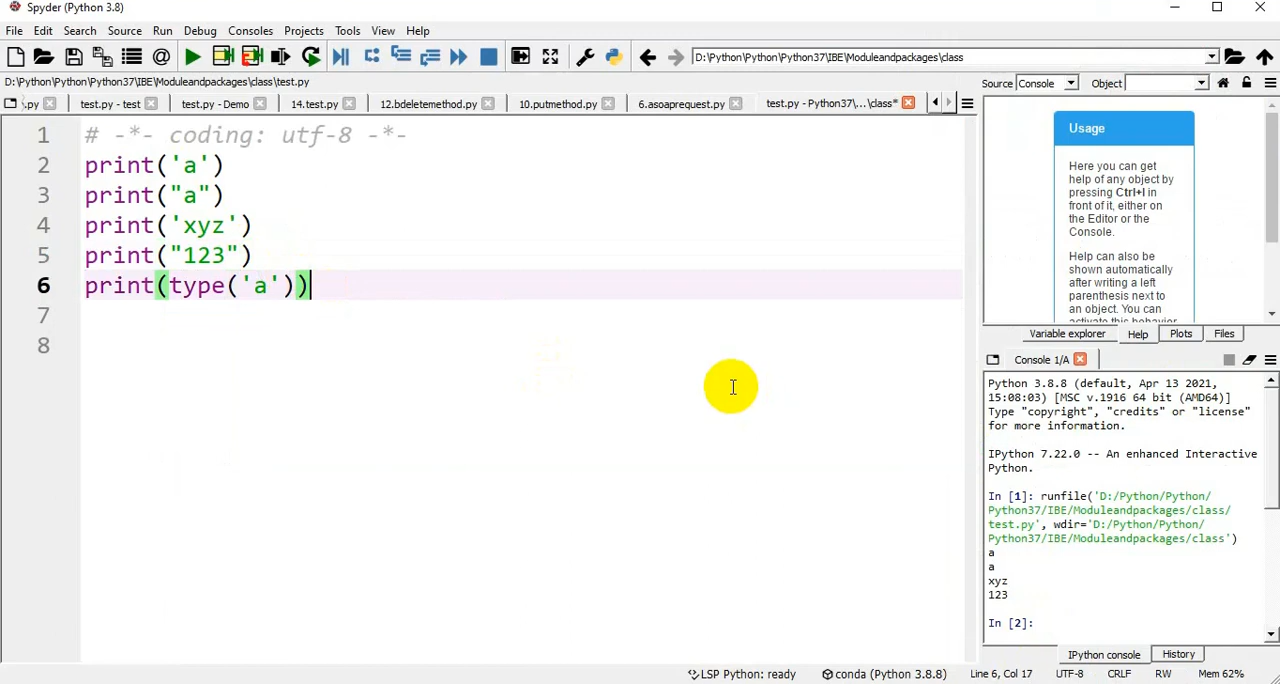 Spyder (Python 3.8)
File Edit Search Source Run Debug Consoles Projects Tools View Help
D:\Python\Python\Python37\IBE\Moduleandpackages\class
D:\Python\Python\Python37\IBE\Moduleandpackages\class\test.py
.py test.py - test test.py - Demo 14.test.py 12.bdeletemethod.py 10.putmethod.py 6.asoaprequest.py test.py - Python37\...\class*
1 # -*- coding: utf-8 -*-
2 print('a')
3 print("a")
4 print('xyz')
5 print("123")
6 print(type('a'))
7
8
Source Console Object
Usage
Here you can get
help of any object by
pressing Ctrl+I in
front of it, either on
the Editor or the
Console.
Help can also be
shown automatically
after writing a left
parenthesis next to
an object. You can
activate this behavior
Variable explorer Help Plots Files
Console 1/A
Python 3.8.8 (default, Apr 13 2021,
15:08:03) [MSC v.1916 64 bit (AMD64)]
Type "copyright", "credits" or "license"
for more information.
IPython 7.22.0 -- An enhanced Interactive
Python.
In [1]: runfile('D:/Python/Python/
Python37/IBE/Moduleandpackages/class/
test.py', wdir='D:/Python/Python/
Python37/IBE/Moduleandpackages/class')
a
a
xyz
123
In [2]:
IPython console History
LSP Python: ready conda (Python 3.8.8) Line 6, Col 17 UTF-8 CRLF RW Mem 62%